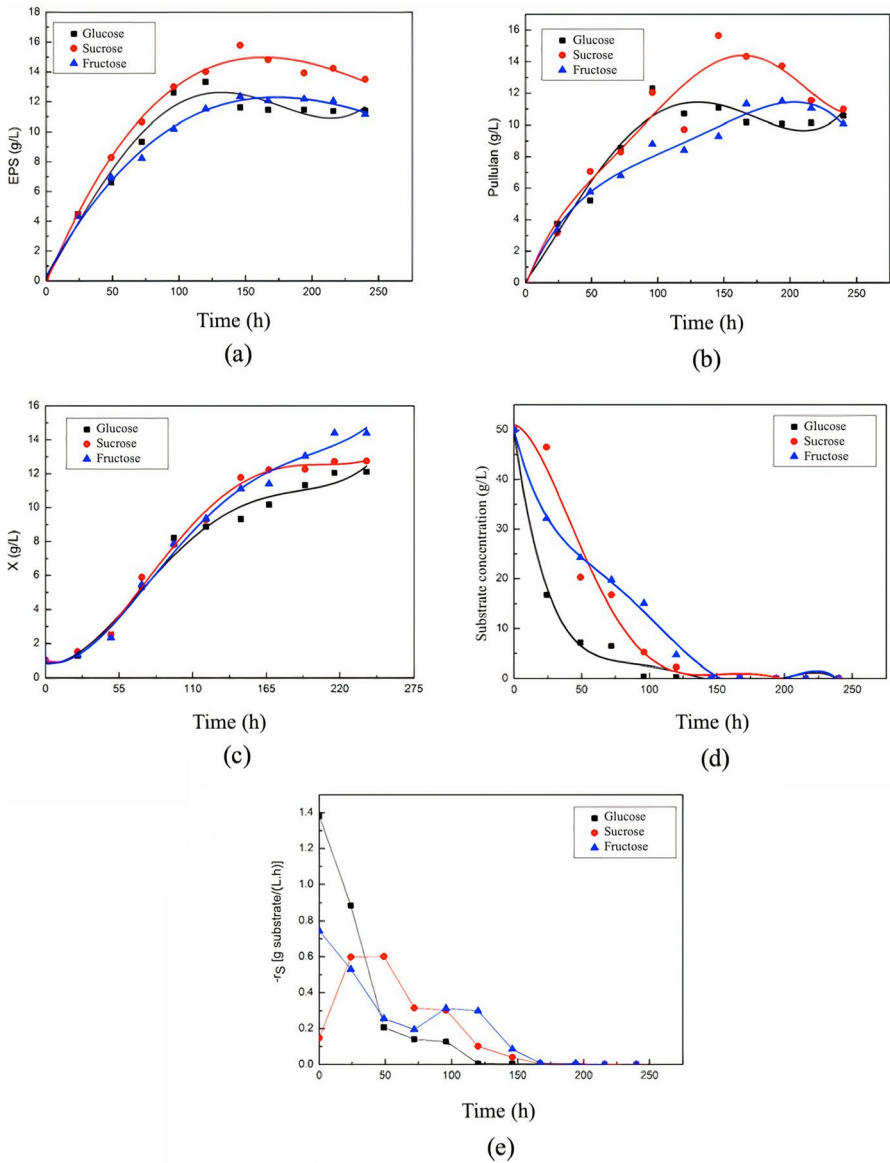 16
14
12
10
8
6
4
2
0
EPS (g/L)
Glucose
Sucrose
Fructose
0 50 100 150 200 250
Time (h)
(a)
16
14
12
10
8
6
4
2
0
Pullulan (g/L)
Glucose
Sucrose
Fructose
0 50 100 150 200 250
Time (h)
(b)
16
14
12
10
8
6
4
2
0
X (g/L)
Glucose
Sucrose
Fructose
0 55 110 165 220 275
Time (h)
(c)
50
40
30
20
10
0
Substrate concentration (g/L)
Glucose
Sucrose
Fructose
0 50 100 150 200 250
Time (h)
(d)
1.4
1.2
1.0
0.8
0.6
0.4
0.2
0.0
-rS [g substrate/(L.h)]
Glucose
Sucrose
Fructose
0 50 100 150 200 250
Time (h)
(e)